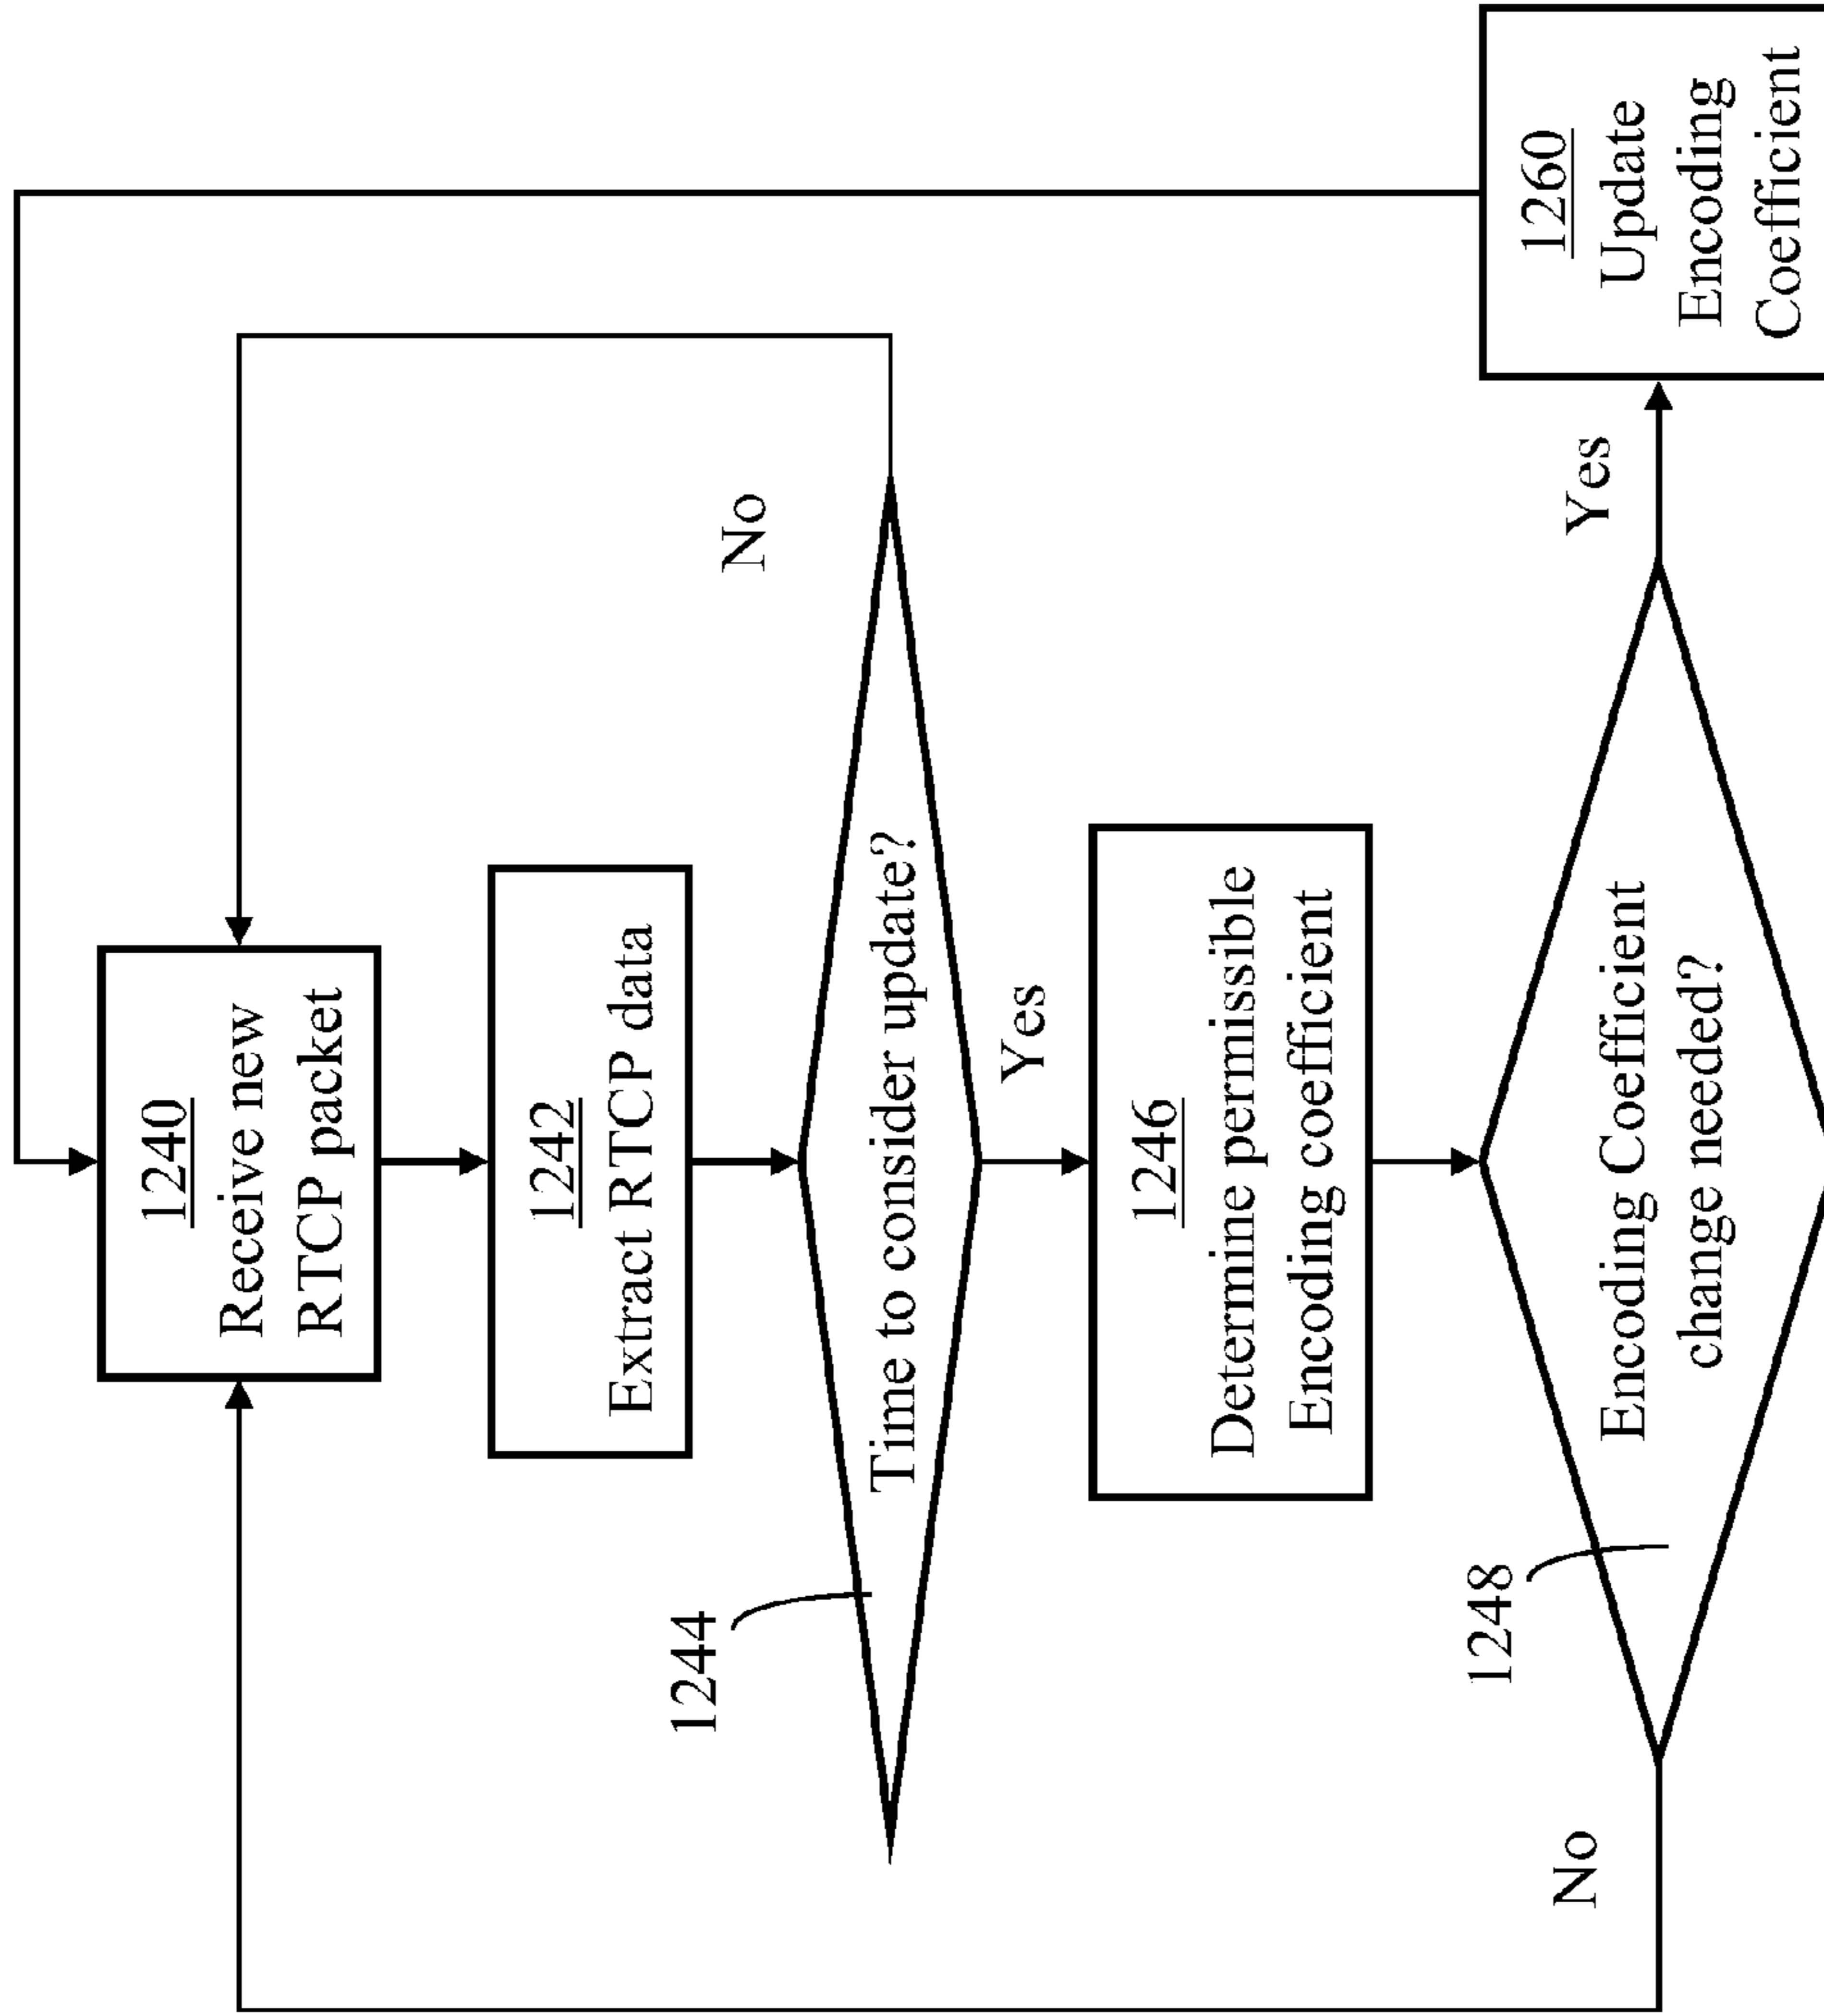 1240
Receive new
RTCP packet
1242
Extract RTCP data
1244
Time to consider update?
No
Yes
1246
Determine permissible
Encoding coefficient
1248
Encoding Coefficient
change needed?
No
Yes
1260
Update
Encoding
Coefficient